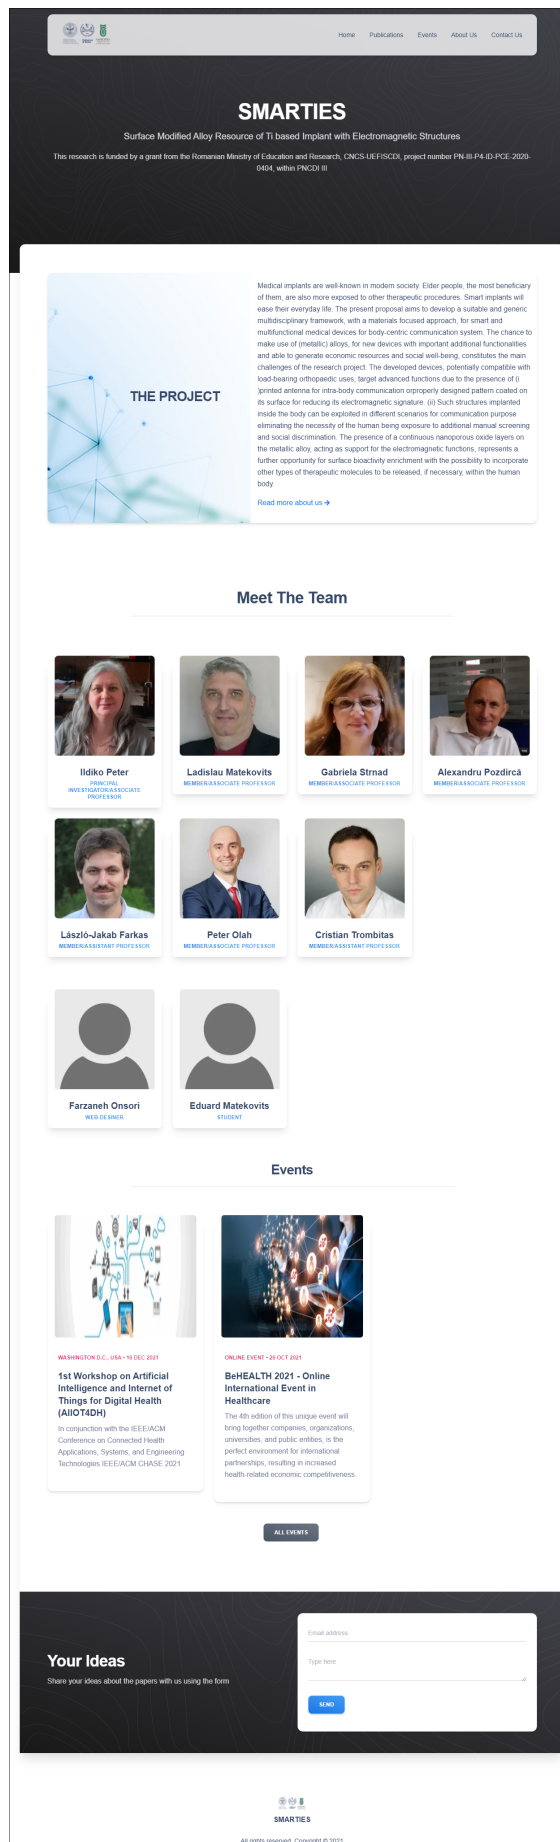 Home Publications Events About Us Contact Us
SMARTIES
Surface Modified Alloy Resource of Ti based Implant with Electromagnetic Structures
This research is funded by a grant from the Romanian Ministry of Education and Research, CNCS-UEFISCDI, project number PN-III-P4-ID-PCE-2020-
0404, within PNCDI III
THE PROJECT
Medical implants are well-known in modern society. Elder people, the most beneficiary
of them, are also more exposed to other therapeutic procedures. Smart implants will
ease their everyday life. The present proposal aims to develop a suitable and generic
multidisciplinary framework, with a materials focused approach, for smart and
multifunctional medical devices for body-centric communication system. The chance to
make use of (metallic) alloys, for new devices with important additional functionalities
and able to generate economic resources and social well-being, constitutes the main
challenges of the research project. The developed devices, potentially compatible with
load-bearing orthopaedic uses, target advanced functions due to the presence of (i)
)printed antenna for intra-body communication orproperly designed pattern coated on
its surface for reducing its electromagnetic signature. (ii) Such structures implanted
inside the body can be exploited in different scenarios for communication purpose
eliminating the necessity of the human being exposure to additional manual screening
and social discrimination. The presence of a continuous nanoporous oxide layers on
the metallic alloy, acting as support for the electromagnetic functions, represents a
further opportunity for surface bioactivity enrichment with the possibility to incorporate
other types of therapeutic molecules to be released, if necessary, within the human
body.
Read more about us
Meet The Team
Ildiko Peter
PRINCIPAL
INVESTIGATOR/ASSOCIATE
PROFESSOR
Ladislau Matekovits
MEMBER/ASSOCIATE PROFESSOR
Gabriela Strnad
MEMBER/ASSOCIATE PROFESSOR
Alexandru Pozdircă
MEMBER/ASSOCIATE PROFESSOR
László-Jakab Farkas
MEMBER/ASSISTANT PROFESSOR
Peter Olah
MEMBER/ASSOCIATE PROFESSOR
Cristian Trombitas
MEMBER/ASSISTANT PROFESSOR
Farzaneh Onsori
WEB-DESINER
Eduard Matekovits
STUDENT
Events
WASHINGTON D.C., USA • 16 DEC 2021
1st Workshop on Artificial
Intelligence and Internet of
Things for Digital Health
(AIIOT4DH)
In conjunction with the IEEE/ACM
Conference on Connected Health
Applications, Systems, and Engineering
Technologies IEEE/ACM CHASE 2021
ONLINE EVENT • 26 OCT 2021
BeHEALTH 2021 - Online
International Event in
Healthcare
The 4th edition of this unique event will
bring together companies, organizations,
universities, and public entities, is the
perfect environment for international
partnerships, resulting in increased
health-related economic competitiveness.
ALL EVENTS
Your Ideas
Share your ideas about the papers with us using the form
Email address
Type here
SEND
SMARTIES
All rights reserved. Copyright © 2021